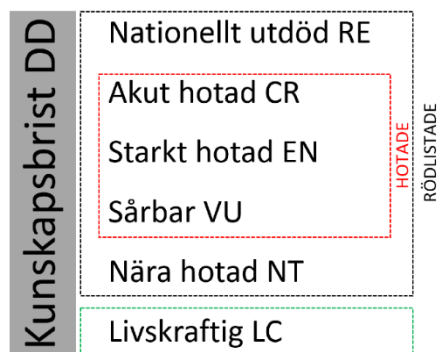 Kunskapsbrist DD
Nationellt utdöd RE
Akut hotad CR
Starkt hotad EN
Sårbar VU
Nära hotad NT
Livskraftig LC
HOTADE
RÖDLISTADE